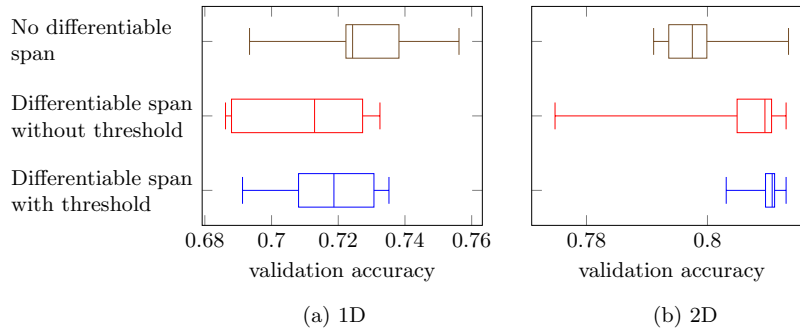 No differentiable
span
Differentiable span
without threshold
Differentiable span
with threshold
0.68 0.7 0.72 0.74 0.76
validation accuracy
(a) 1D
0.78 0.8
validation accuracy
(b) 2D